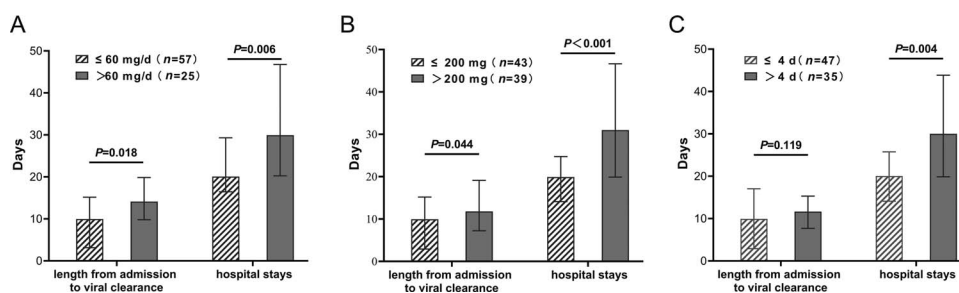 A
50
40
30
20
10
0
Days
≤ 60 mg/d ( n=57)
>60 mg/d ( n=25)
P=0.006
P=0.018
length from admission
to viral clearance
hospital stays
B
50
40
30
20
10
0
Days
≤ 200 mg ( n=43)
> 200 mg ( n=39)
P<0.001
P=0.044
length from admission
to viral clearance
hospital stays
C
50
40
30
20
10
0
Days
≤ 4 d ( n=47)
> 4 d ( n=35)
P=0.004
P=0.119
length from admission
to viral clearance
hospital stays